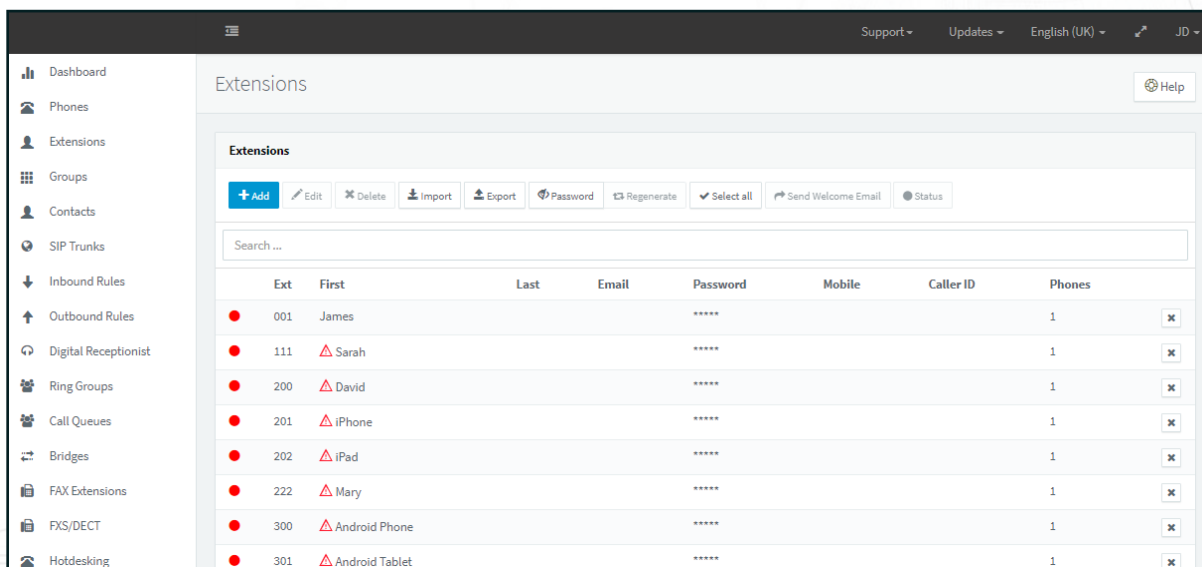 Support Updates English (UK) JD
Dashboard
Phones
Extensions
Groups
Contacts
SIP Trunks
Inbound Rules
Outbound Rules
Digital Receptionist
Ring Groups
Call Queues
Bridges
FAX Extensions
FXS/DECT
Hotdesking
Extensions
Help
Extensions
Add Edit Delete Import Export Password Regenerate Select all Send Welcome Email Status
Search ...
Ext First Last Email Password Mobile Caller ID Phones
001 James ***** 1
111 Sarah ***** 1
200 David ***** 1
201 iPhone ***** 1
202 iPad ***** 1
222 Mary ***** 1
300 Android Phone ***** 1
301 Android Tablet ***** 1